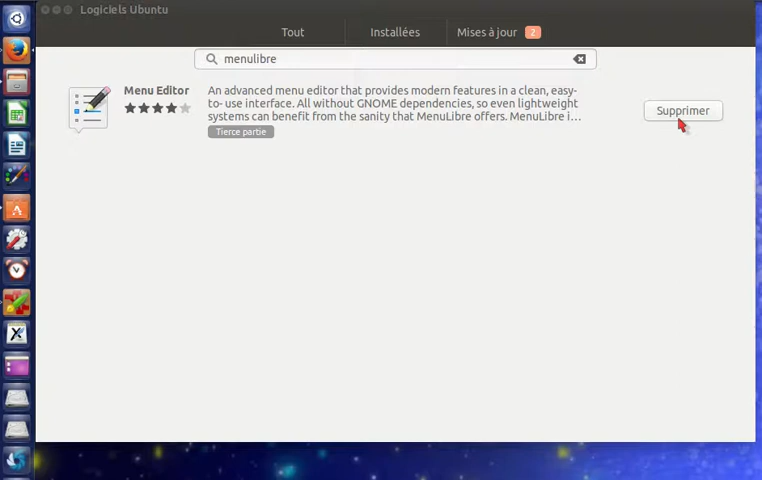 Logiciels Ubuntu
Tout
Installées
Mises à jour 2
menulibre
Menu Editor
An advanced menu editor that provides modern features in a clean, easy-
to- use interface. All without GNOME dependencies, so even lightweight
systems can benefit from the sanity that MenuLibre offers. MenuLibre i...
Tierce partie
Supprimer